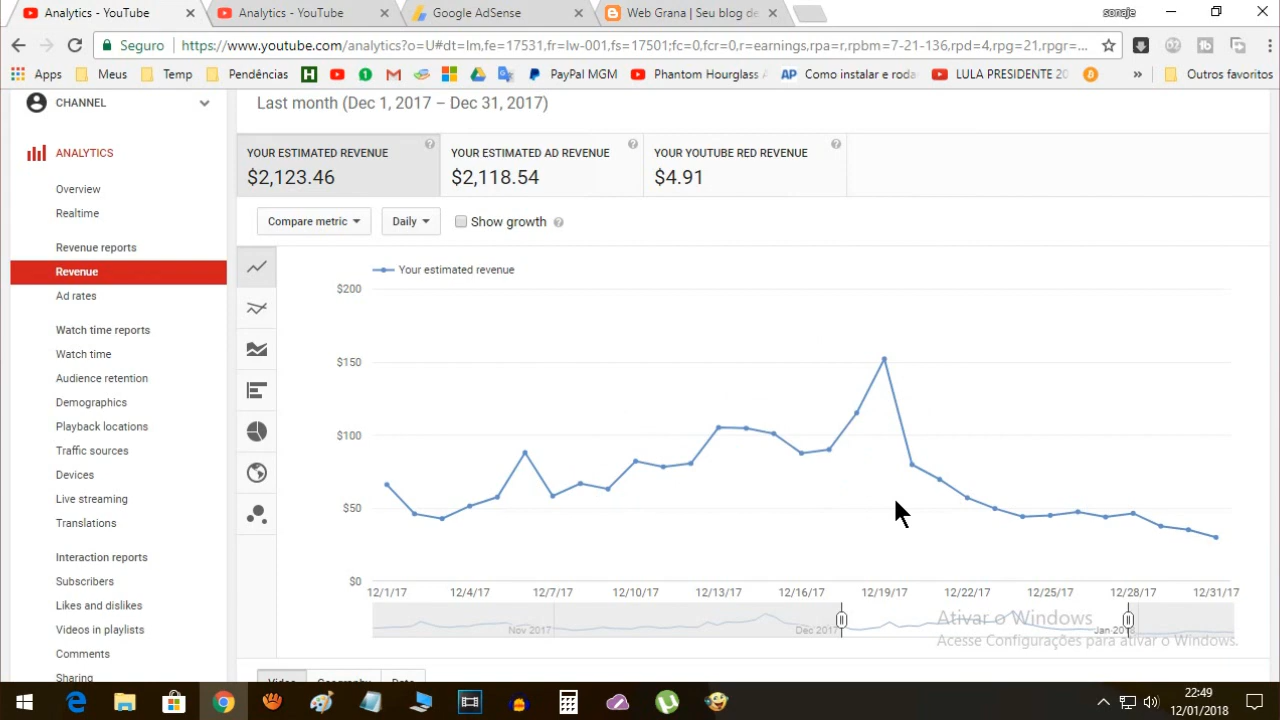 Analytics - YouTube
Analytics - YouTube
Google AdSense
Web Grana | Seu blog de
sonaje
Seguro
https://www.youtube.com/analytics?o=U#dt=lm,fe=17531,fr=lw-001,fs=17501;fc=0,fcr=0,r=earnings,rpa=r,rpbm=7-21-136,rpd=4,rpg=21,rpgr=...
Apps Meus Temp Pendências PayPal MGM Phantom Hourglass Como instalar e roda LULA PRESIDENTE Outros favoritos
CHANNEL
Last month (Dec 1, 2017 – Dec 31, 2017)
ANALYTICS
Overview
Realtime
Revenue reports
Revenue
Ad rates
Watch time reports
Watch time
Audience retention
Demographics
Playback locations
Traffic sources
Devices
Live streaming
Translations
Interaction reports
Subscribers
Likes and dislikes
Videos in playlists
Comments
Sharing
YOUR ESTIMATED REVENUE
$2,123.46
YOUR ESTIMATED AD REVENUE
$2,118.54
YOUR YOUTUBE RED REVENUE
$4.91
Compare metric Daily Show growth
Your estimated revenue
$200
$150
$100
$50
$0
12/1/17 12/4/17 12/7/17 12/10/17 12/13/17 12/16/17 12/19/17 12/22/17 12/25/17 12/28/17 12/31/17
Nov 2017 Dec 2017
Ativar o Windows
Acesse Configurações para ativar o Windows.
22:49
12/01/2018